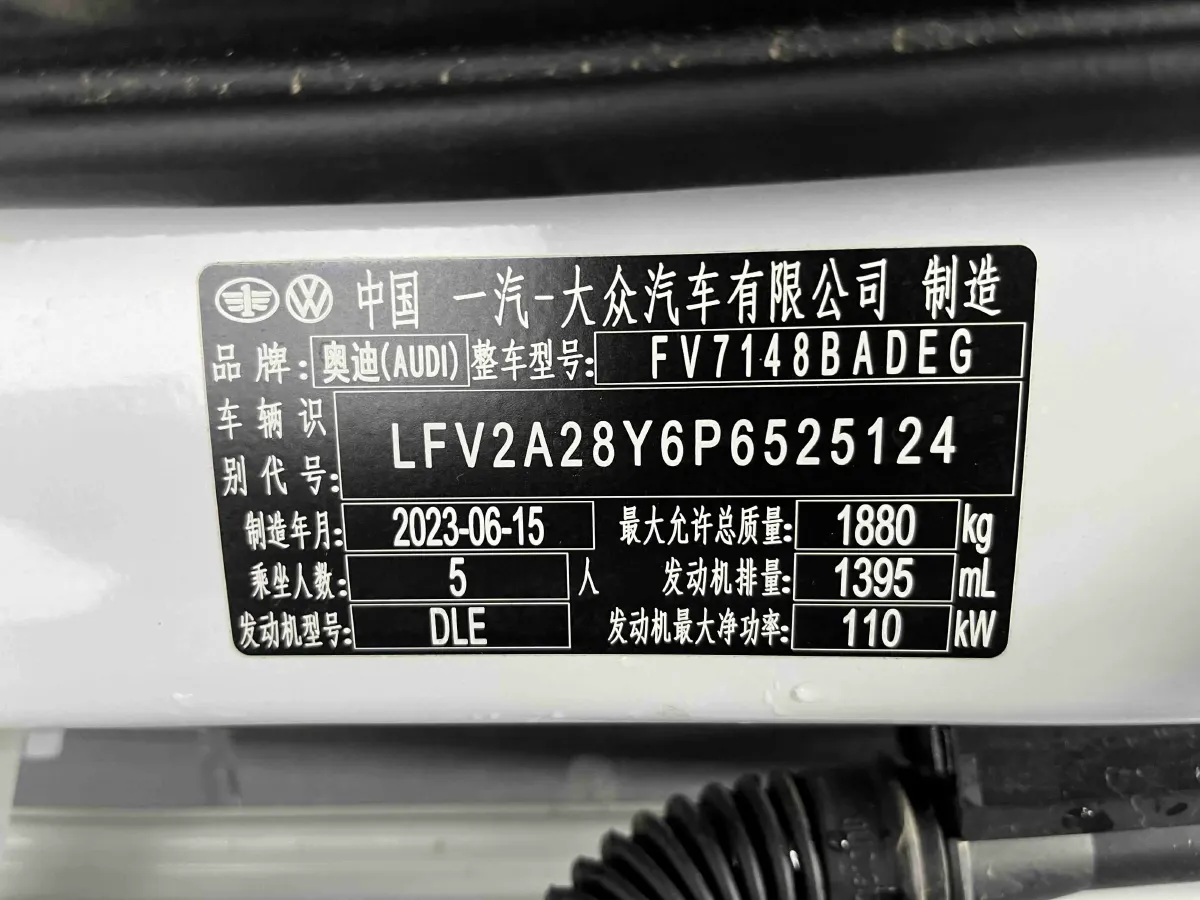 中国 一汽-大众汽车有限公司 制造
品牌: 奥迪(AUDI) 整车型号: FV7148BADEG
车辆识别代号: LFV2A28Y6P6525124
制造年月: 2023-06-15 最大允许总质量: 1880 kg
乘坐人数: 5 人 发动机排量: 1395 mL
发动机型号: DLE 发动机最大净功率: 110 kW